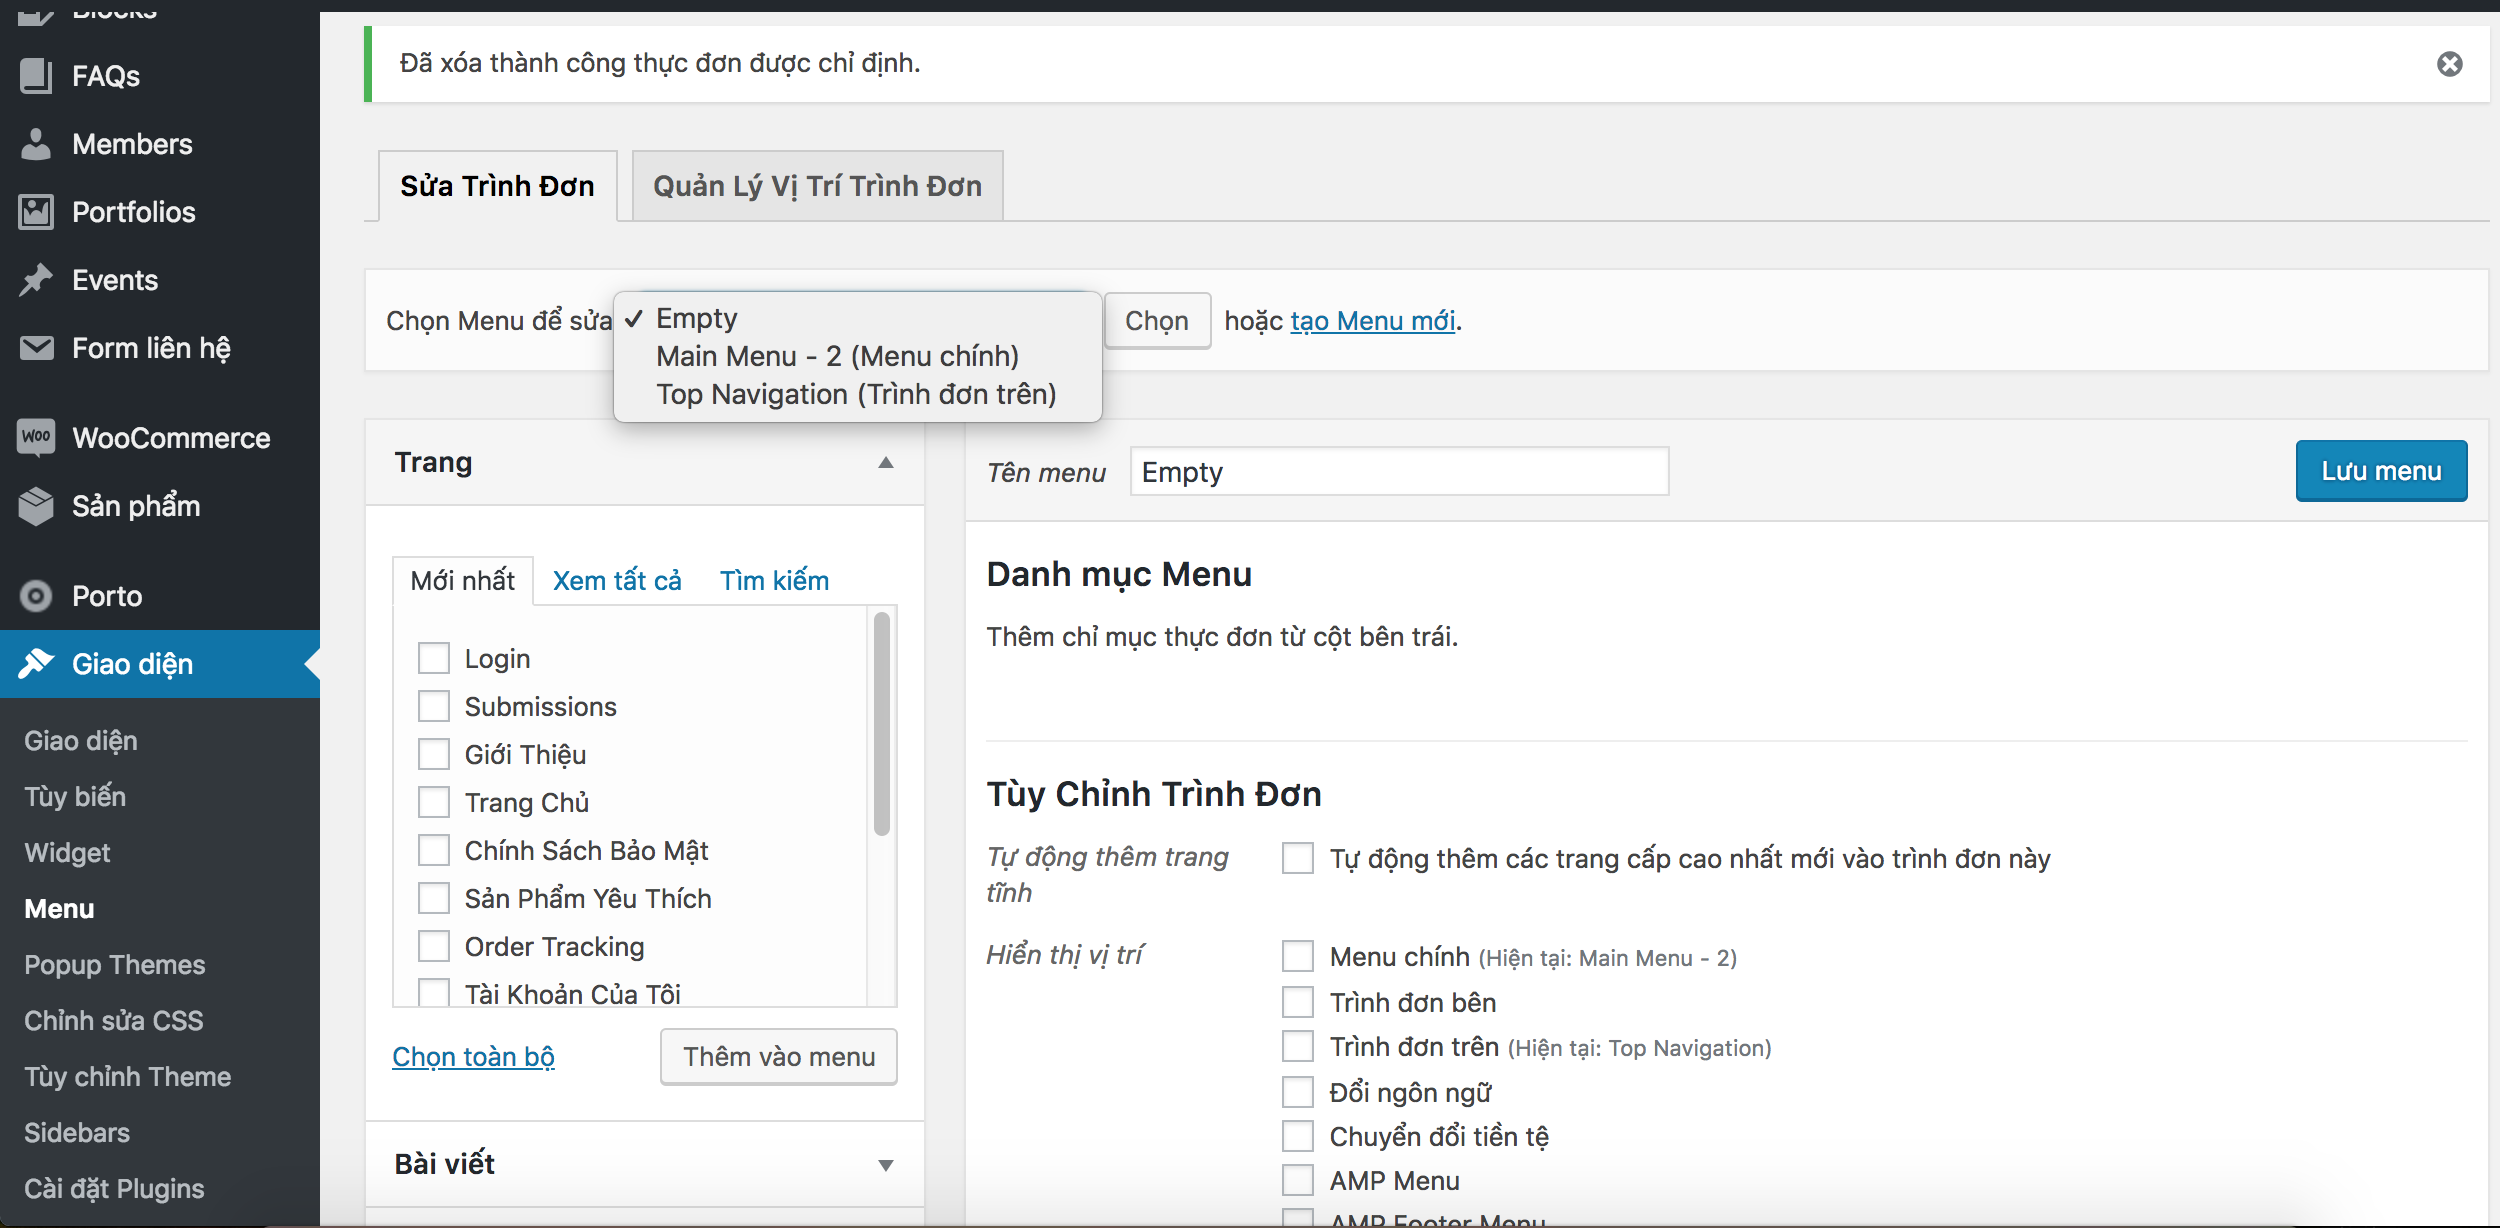 Blocks
FAQs
Members
Portfolios
Events
Form liên hệ
WooCommerce
Sản phẩm
Porto
Giao diện
Giao diện
Tùy biến
Widget
Menu
Popup Themes
Chỉnh sửa CSS
Tùy chỉnh Theme
Sidebars
Cài đặt Plugins
Đã xóa thành công thực đơn được chỉ định.
Sửa Trình Đơn
Quản Lý Vị Trí Trình Đơn
Chọn Menu để sửa
✓ Empty
Main Menu - 2 (Menu chính)
Top Navigation (Trình đơn trên)
Chọn hoặc tạo Menu mới.
Trang
Mới nhất Xem tất cả Tìm kiếm
Login
Submissions
Giới Thiệu
Trang Chủ
Chính Sách Bảo Mật
Sản Phẩm Yêu Thích
Order Tracking
Tài Khoản Của Tôi
Chọn toàn bộ Thêm vào menu
Bài viết
Tên menu Empty Lưu menu
Danh mục Menu
Thêm chỉ mục thực đơn từ cột bên trái.
Tùy Chỉnh Trình Đơn
Tự động thêm trang
tĩnh
Tự động thêm các trang cấp cao nhất mới vào trình đơn này
Hiển thị vị trí
Menu chính (Hiện tại: Main Menu - 2)
Trình đơn bên
Trình đơn trên (Hiện tại: Top Navigation)
Đổi ngôn ngữ
Chuyển đổi tiền tệ
AMP Menu
AMP Footer Menu